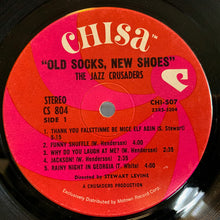 CHISA™
"OLD SOCKS, NEW SHOES"
THE JAZZ CRUSADERS
STEREO
CS 804
SIDE 1
CHI-507
1. THANK YOU FALETTINME BE MICE ELF AGIN (S. Stewart)
2. FUNNY SHUFFLE (W. Henderson)
3. WHY DO YOU LAUGH AT ME? (W. Henderson)
4. JACKSON! (W. Henderson)
5. RAINY NIGHT IN GEORGIA (T. White)
Directed by STEWART LEVINE
A CRUSADERS PRODUCTION
Exclusively Distributed by Motown Record Corp.